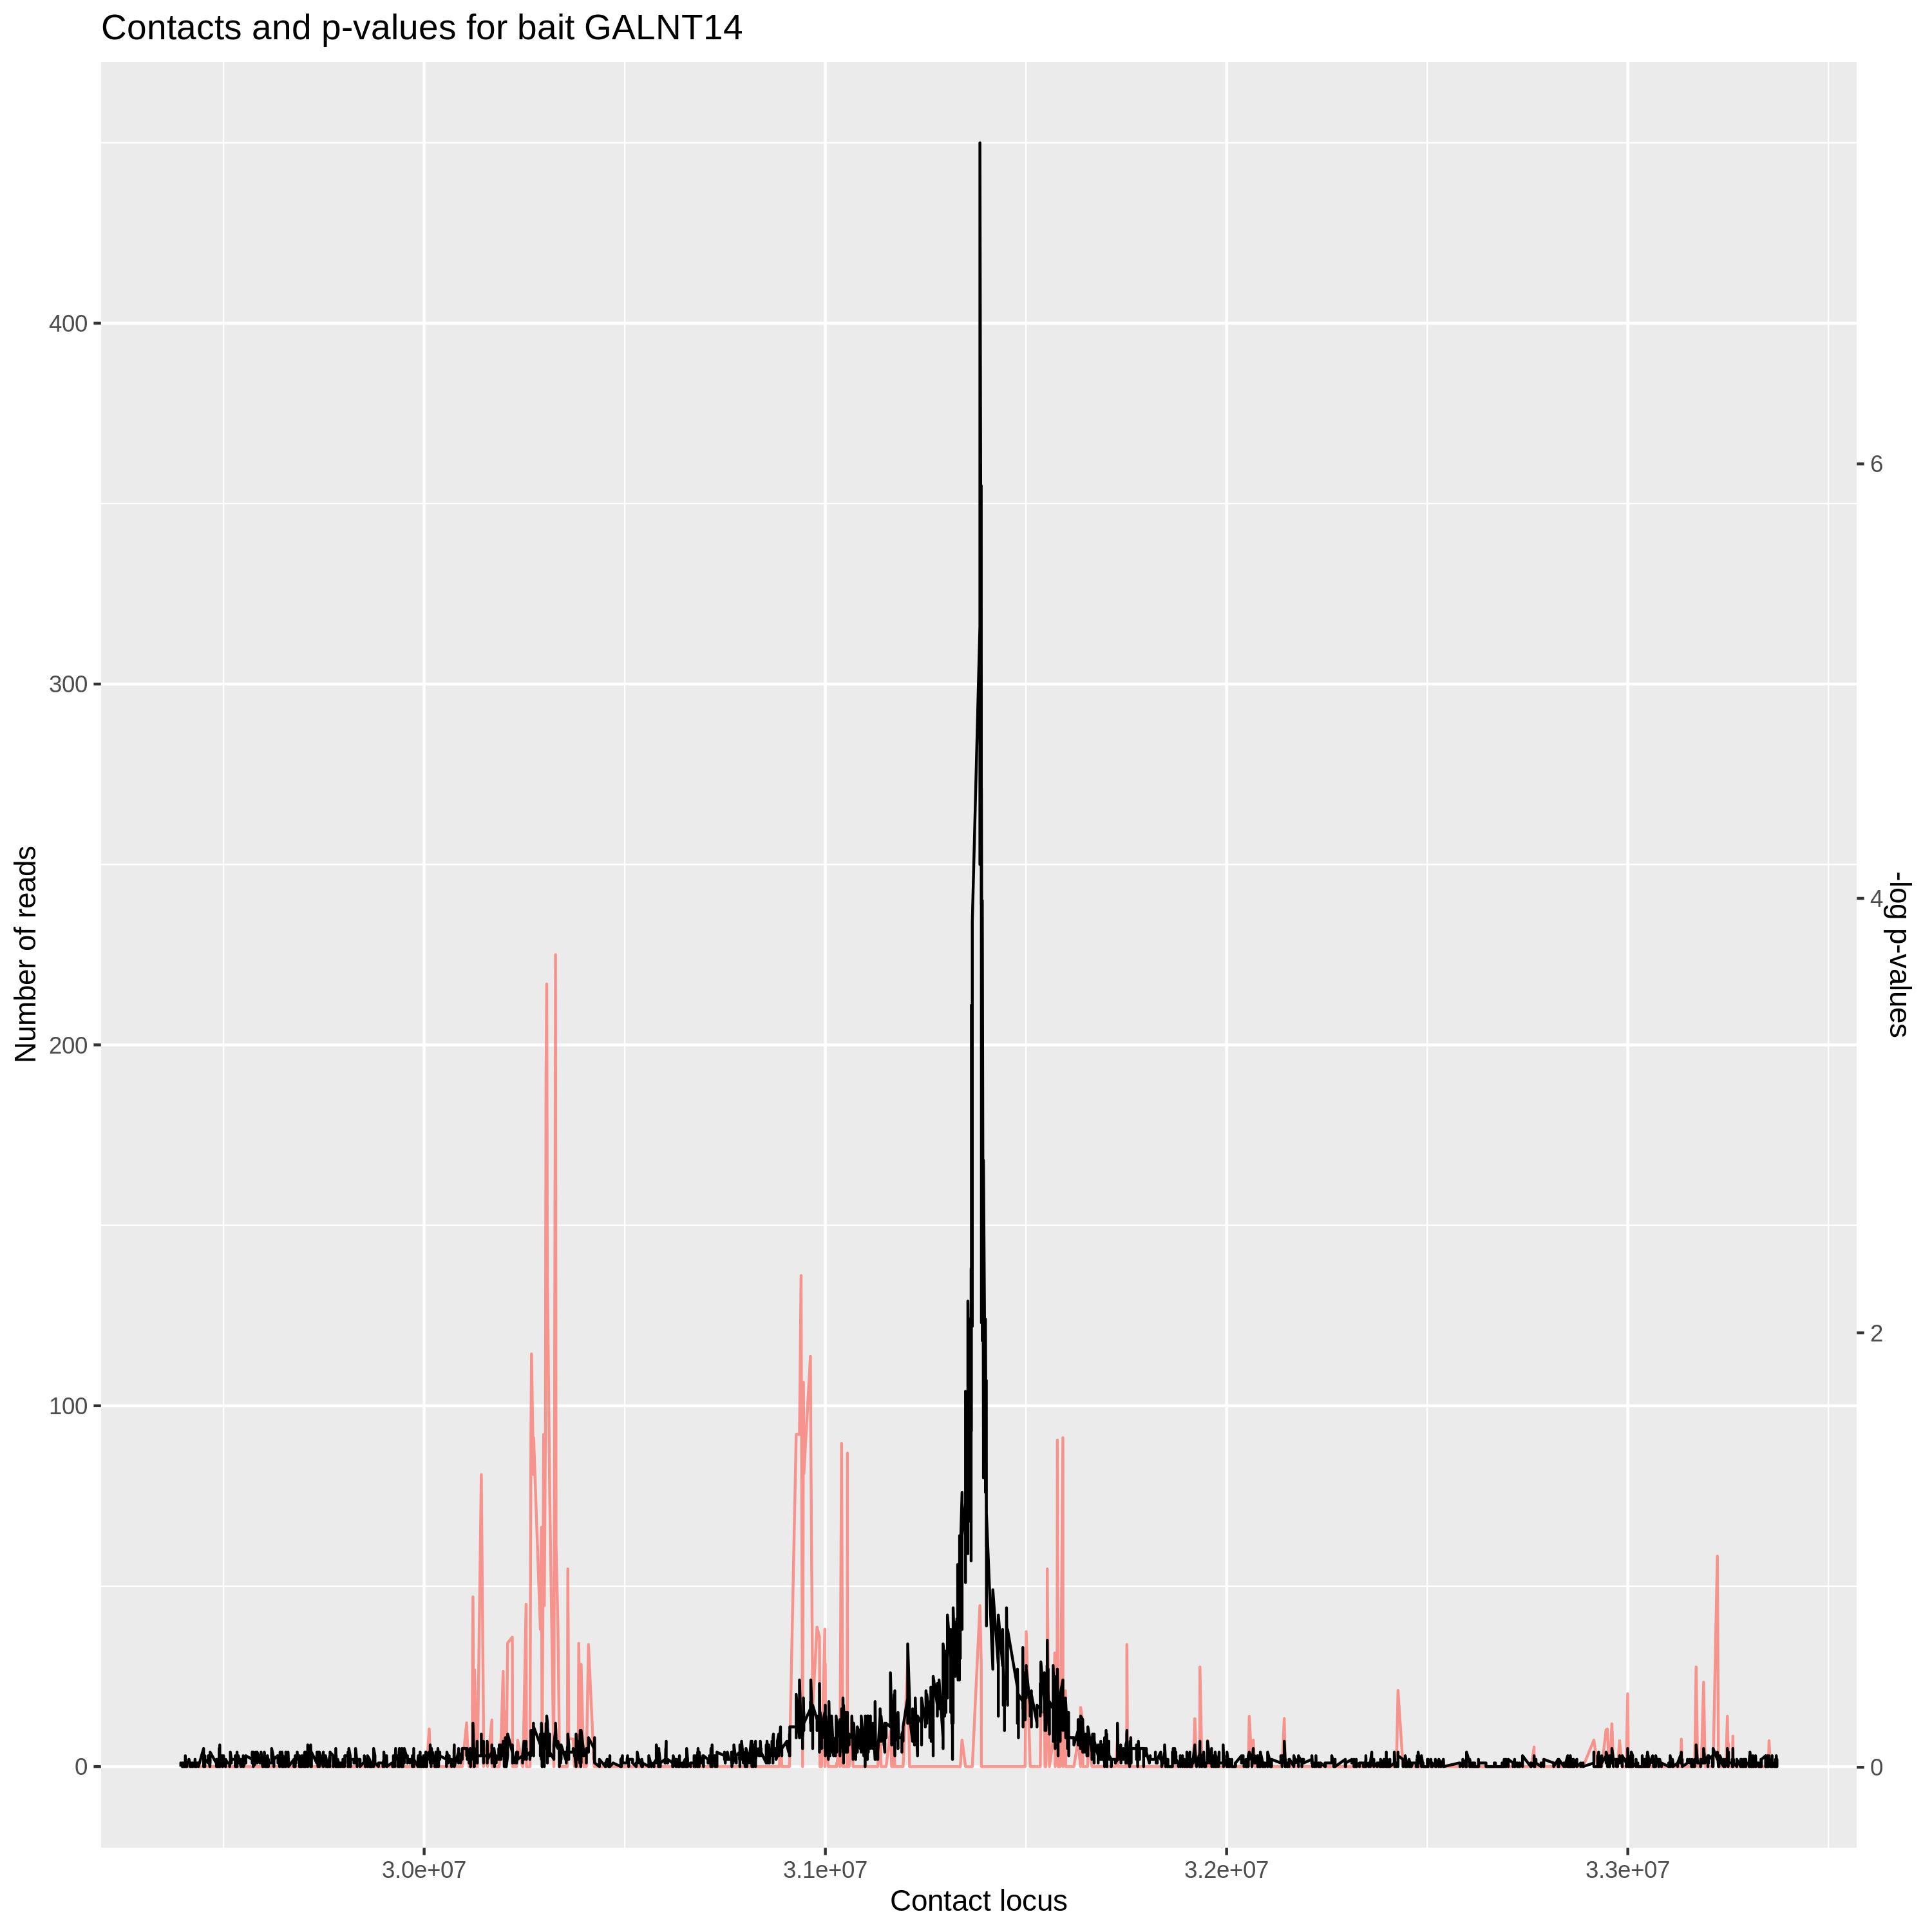 Contacts and p-values for bait GALNT14
400
300
200
100
0
Number of reads
6
4
2
0
-log p-values
3.0e+07 3.1e+07 3.2e+07 3.3e+07
Contact locus